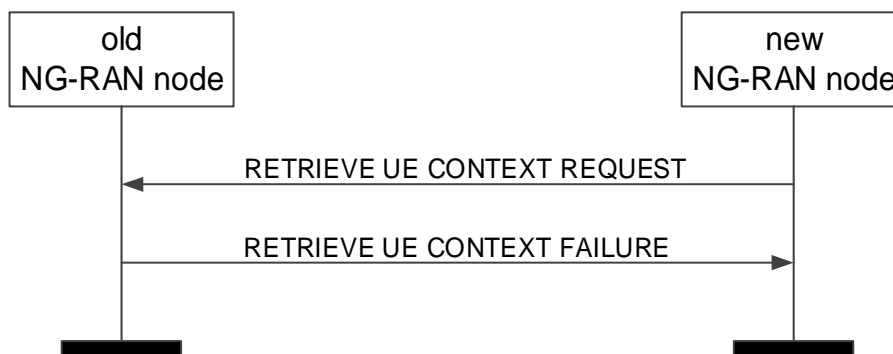 old
NG-RAN node
new
NG-RAN node
RETRIEVE UE CONTEXT REQUEST
RETRIEVE UE CONTEXT FAILURE